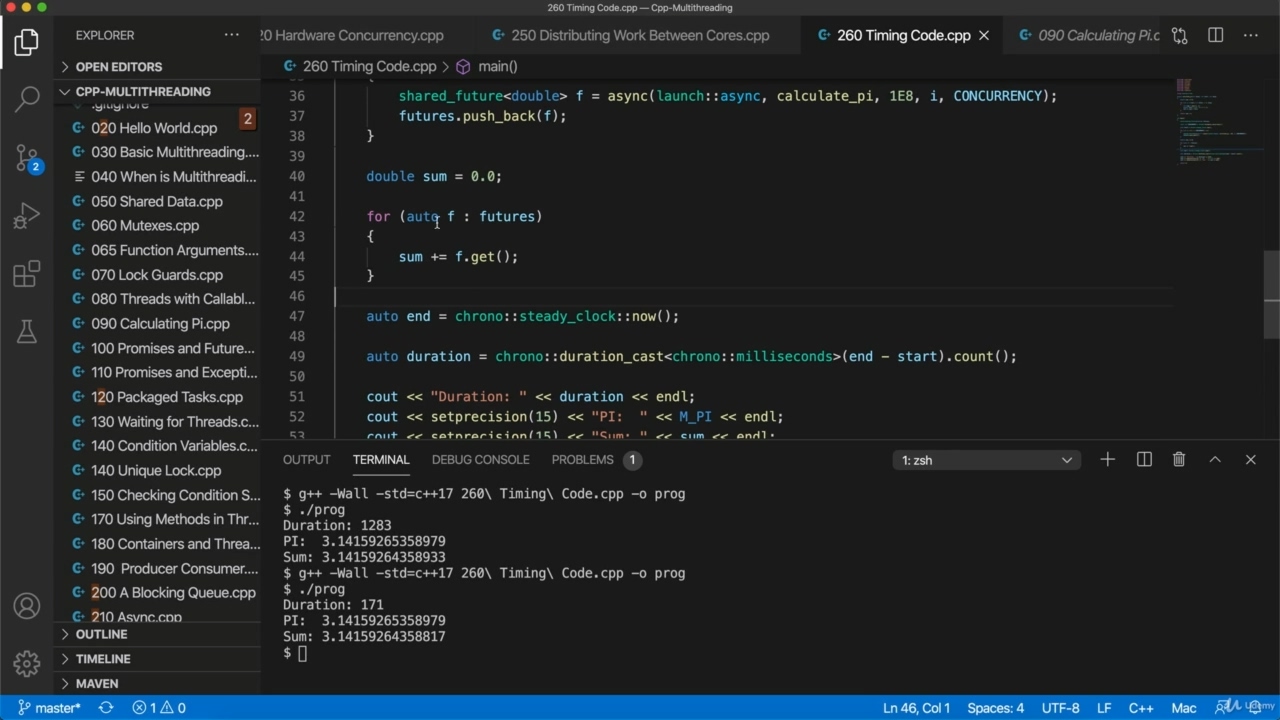 260 Timing Code.cpp — Cpp-Multithreading
EXPLORER
20 Hardware Concurrency.cpp
250 Distributing Work Between Cores.cpp
260 Timing Code.cpp
090 Calculating Pi.c
OPEN EDITORS
260 Timing Code.cpp > main()
CPP-MULTITHREADING
.gitignore
020 Hello World.cpp
2
030 Basic Multithreading....
040 When is Multithreadi...
050 Shared Data.cpp
060 Mutexes.cpp
065 Function Arguments....
070 Lock Guards.cpp
080 Threads with Callabl...
090 Calculating Pi.cpp
100 Promises and Future...
110 Promises and Excepti...
120 Packaged Tasks.cpp
130 Waiting for Threads.c...
140 Condition Variables.c...
140 Unique Lock.cpp
150 Checking Condition S...
170 Using Methods in Thr...
180 Containers and Threa...
190 Producer Consumer....
200 A Blocking Queue.cpp
210 Async.cpp
OUTLINE
TIMELINE
MAVEN
2
35 {
36 shared_future<double> f = async(launch::async, calculate_pi, 1E8, i, CONCURRENCY);
37 futures.push_back(f);
38 }
39
40 double sum = 0.0;
41
42 for (auto f : futures)
43 {
44 sum += f.get();
45 }
46
47 auto end = chrono::steady_clock::now();
48
49 auto duration = chrono::duration_cast<chrono::milliseconds>(end - start).count();
50
51 cout << "Duration: " << duration << endl;
52 cout << setprecision(15) << "PI:  " << M_PI << endl;
53 cout << setprecision(15) << "Sum: " << sum << endl;
OUTPUT TERMINAL DEBUG CONSOLE PROBLEMS 1 1: zsh
$ g++ -Wall -std=c++17 260\ Timing\ Code.cpp -o prog
$ ./prog
Duration: 1283
PI:  3.14159265358979
Sum: 3.14159264358933
$ g++ -Wall -std=c++17 260\ Timing\ Code.cpp -o prog
$ ./prog
Duration: 171
PI:  3.14159265358979
Sum: 3.14159264358817
$
master* 1 0 Ln 46, Col 1 Spaces: 4 UTF-8 LF C++ Mac
Udemy